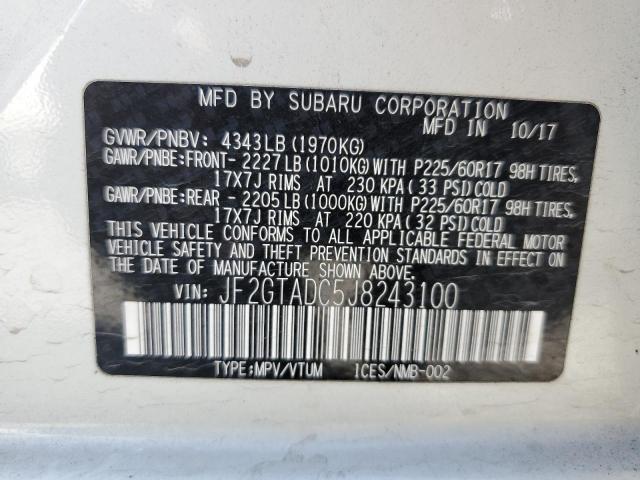 MFD BY SUBARU CORPORATION
MFD IN 10/17
GVWR/PNBV: 4343LB (1970KG)
GAWR/PNBE:FRONT- 2227LB (1010KG)WITH P225/60R17 98H TIRES,
17X7J RIMS AT 230 KPA (33 PSI)COLD
GAWR/PNBE:REAR - 2205LB (1000KG)WITH P225/60R17 98H TIRES,
17X7J RIMS AT 220 KPA (32 PSI)COLD
THIS VEHICLE CONFORMS TO ALL APPLICABLE FEDERAL MOTOR
VEHICLE SAFETY AND THEFT PREVENTION STANDARDS IN EFFECT
ON THE DATE OF MANUFACTURE SHOWN ABOVE.
VIN: JF2GTADC5J8243100
TYPE:MPV/VTUM ICES/NMB-002